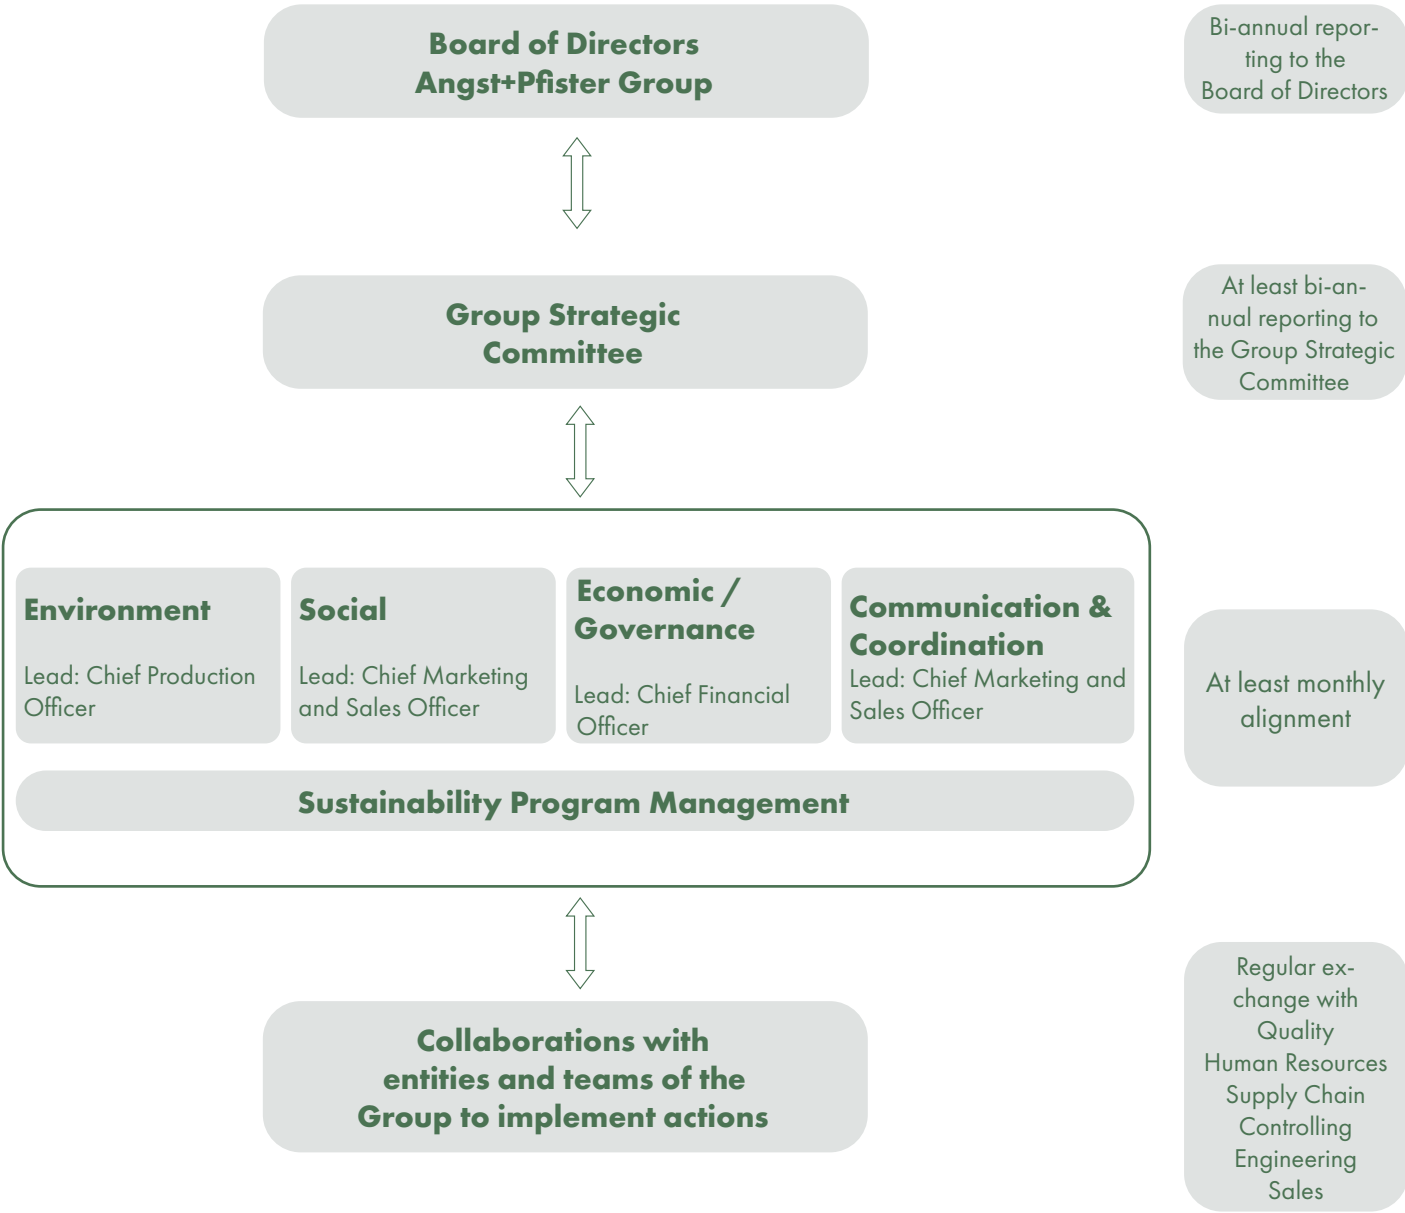 Board of Directors
Angst+Pfister Group
Bi-annual repor-
ting to the
Board of Directors
Group Strategic
Committee
At least bi-an-
nual reporting to
the Group Strategic
Committee
Environment
Lead: Chief Production
Officer
Social
Lead: Chief Marketing
and Sales Officer
Economic /
Governance
Lead: Chief Financial
Officer
Communication &
Coordination
Lead: Chief Marketing and
Sales Officer
Sustainability Program Management
At least monthly
alignment
Collaborations with
entities and teams of the
Group to implement actions
Regular ex-
change with
Quality
Human Resources
Supply Chain
Controlling
Engineering
Sales